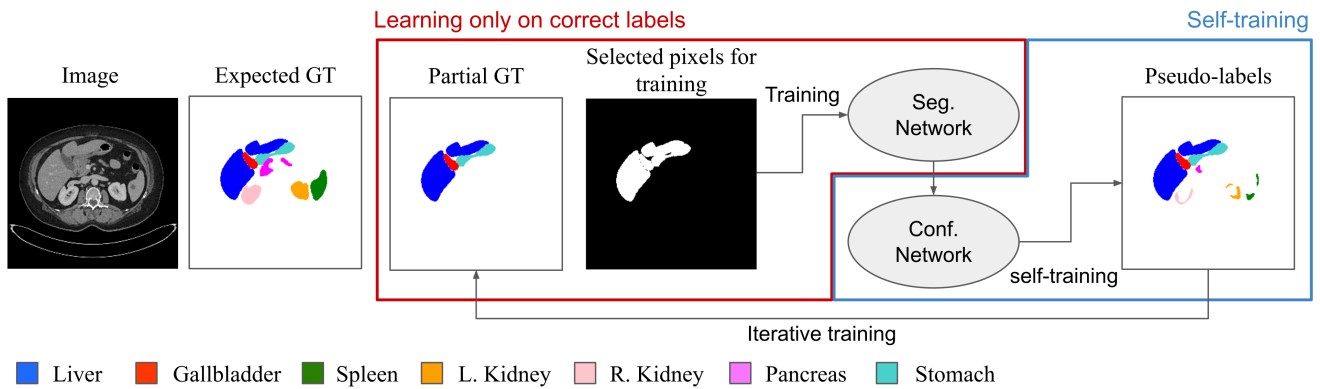 Learning only on correct labels
Self-training
Image
Expected GT
Partial GT
Selected pixels for
training
Training
Seg.
Network
Pseudo-labels
Conf.
Network
self-training
Iterative training
Liver
Gallbladder
Spleen
L. Kidney
R. Kidney
Pancreas
Stomach